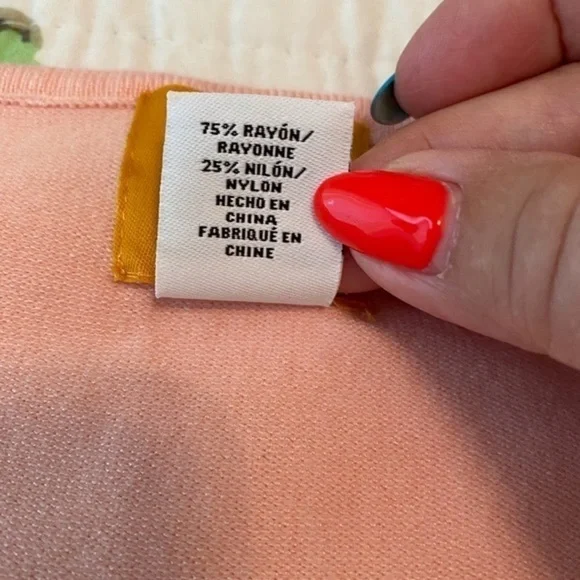 75% RAYÓN/
RAYONNE
25% NILÓN/
NYLON
HECHO EN
CHINA
FABRIQUÉ EN
CHINE